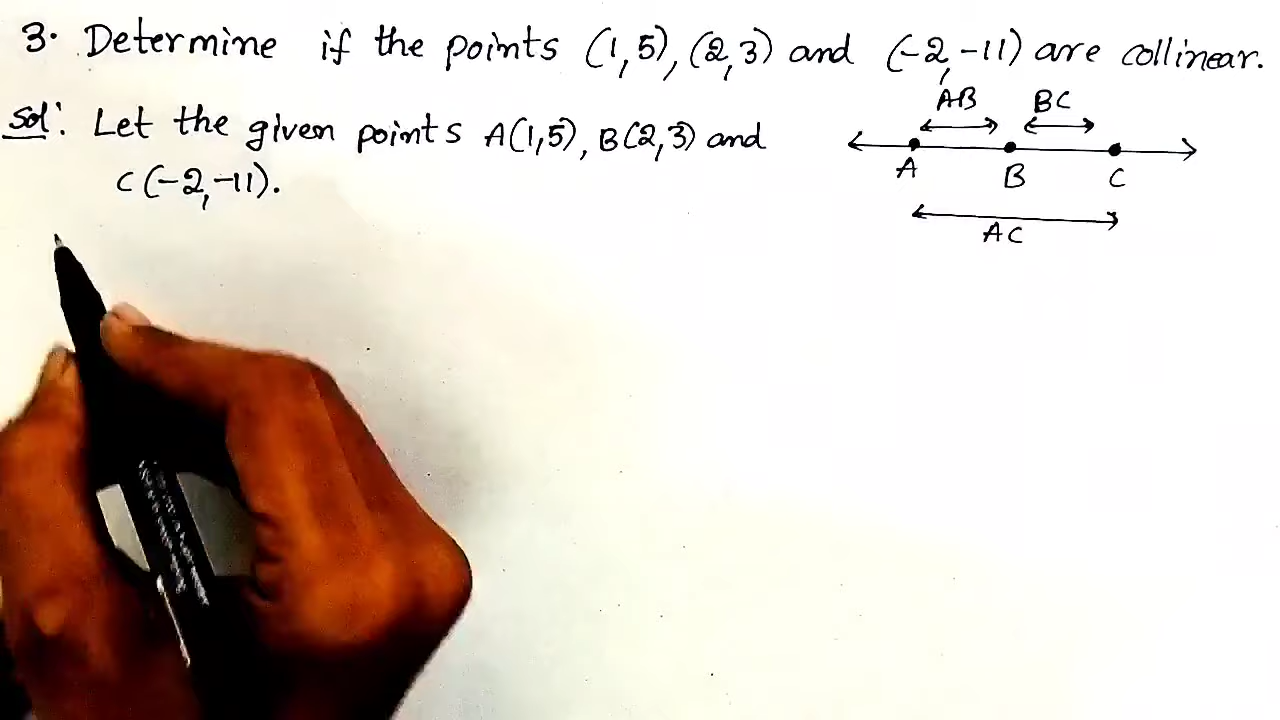 3. Determine if the points (1,5), (2,3) and (-2,-11) are collinear.
Sol: Let the given points A(1,5), B(2,3) and
C(-2,-11).
AB BC
A B C
AC